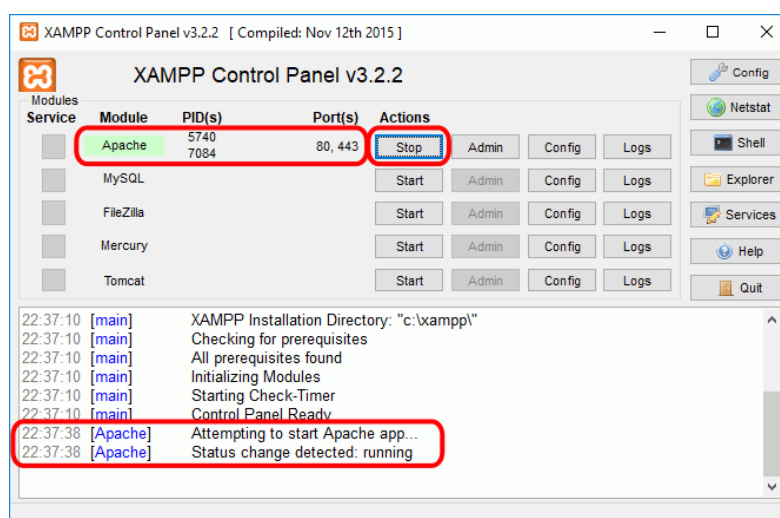 XAMPP Control Panel v3.2.2 [ Compiled: Nov 12th 2015 ]
XAMPP Control Panel v3.2.2
Config
Modules
Service Module PID(s) Port(s) Actions
Netstat
Apache 5740 7084 80, 443 Stop Admin Config Logs
Shell
MySQL Start Admin Config Logs
Explorer
FileZilla Start Admin Config Logs
Services
Mercury Start Admin Config Logs
Help
Tomcat Start Admin Config Logs
Quit
22:37:10 [main] XAMPP Installation Directory: "c:\xampp\"
22:37:10 [main] Checking for prerequisites
22:37:10 [main] All prerequisites found
22:37:10 [main] Initializing Modules
22:37:10 [main] Starting Check-Timer
22:37:10 [main] Control Panel Ready
22:37:38 [Apache] Attempting to start Apache app...
22:37:38 [Apache] Status change detected: running